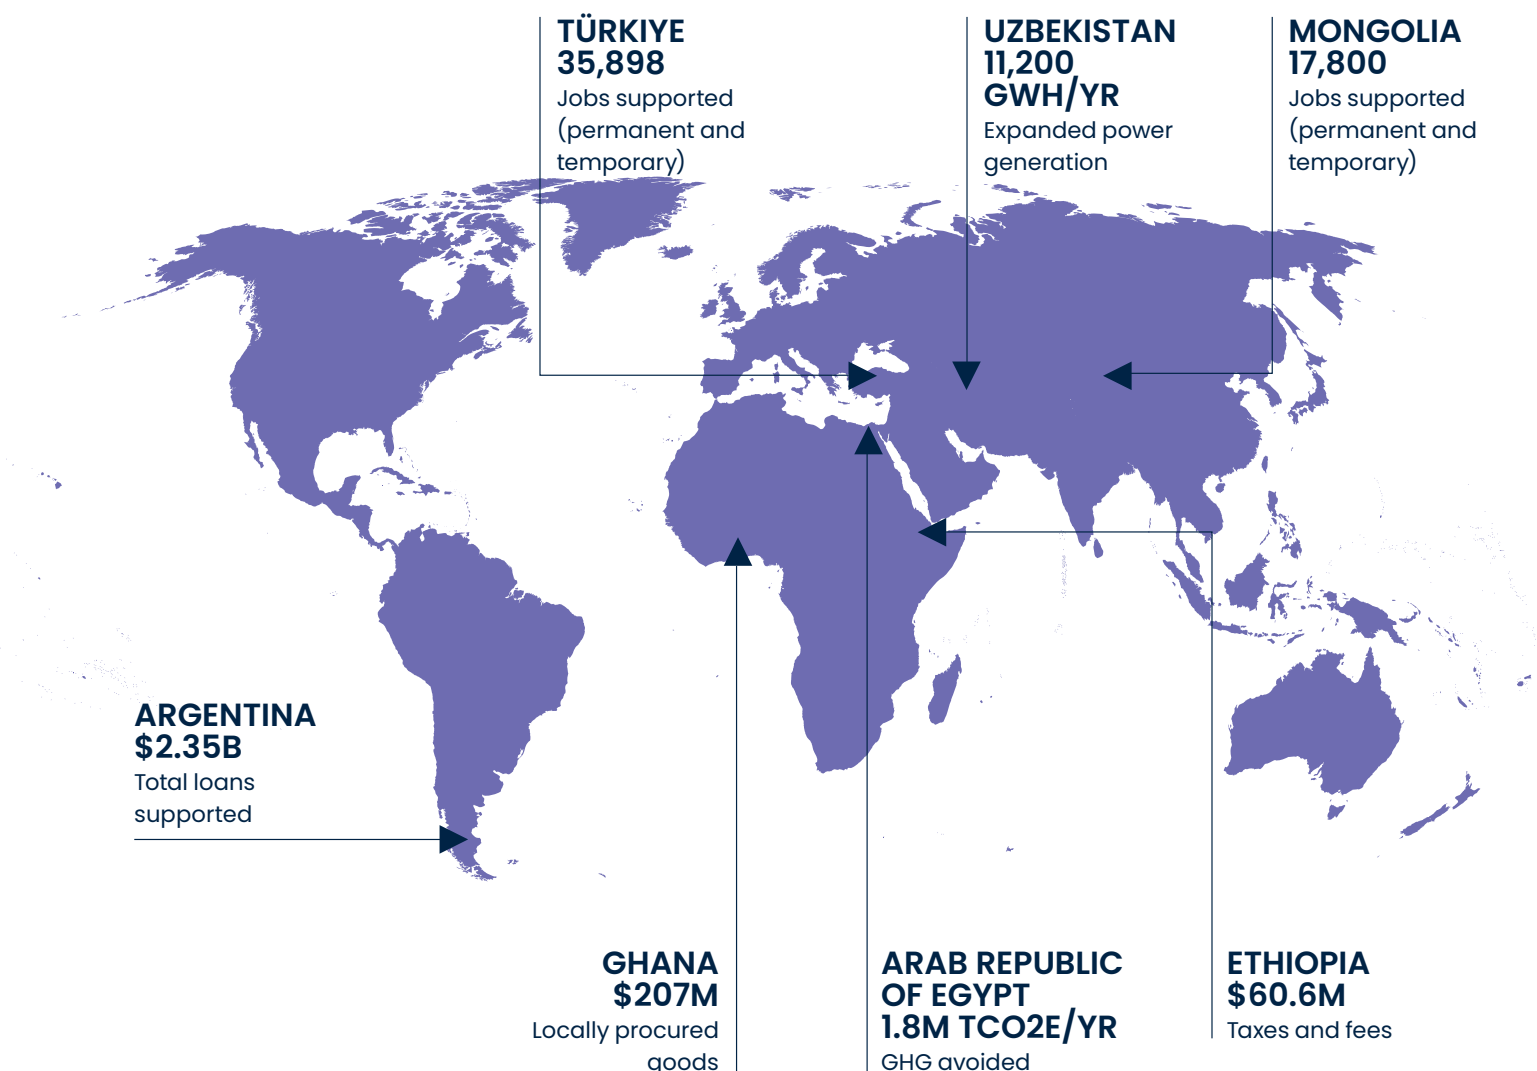 TÜRKIYE
35,898
Jobs supported
(permanent and
temporary)
UZBEKISTAN
11,200
GWH/YR
Expanded power
generation
MONGOLIA
17,800
Jobs supported
(permanent and
temporary)
ARGENTINA
$2.35B
Total loans
supported
GHANA
$207M
Locally procured
goods
ARAB REPUBLIC
OF EGYPT
1.8M TCO2E/YR
GHG avoided
ETHIOPIA
$60.6M
Taxes and fees